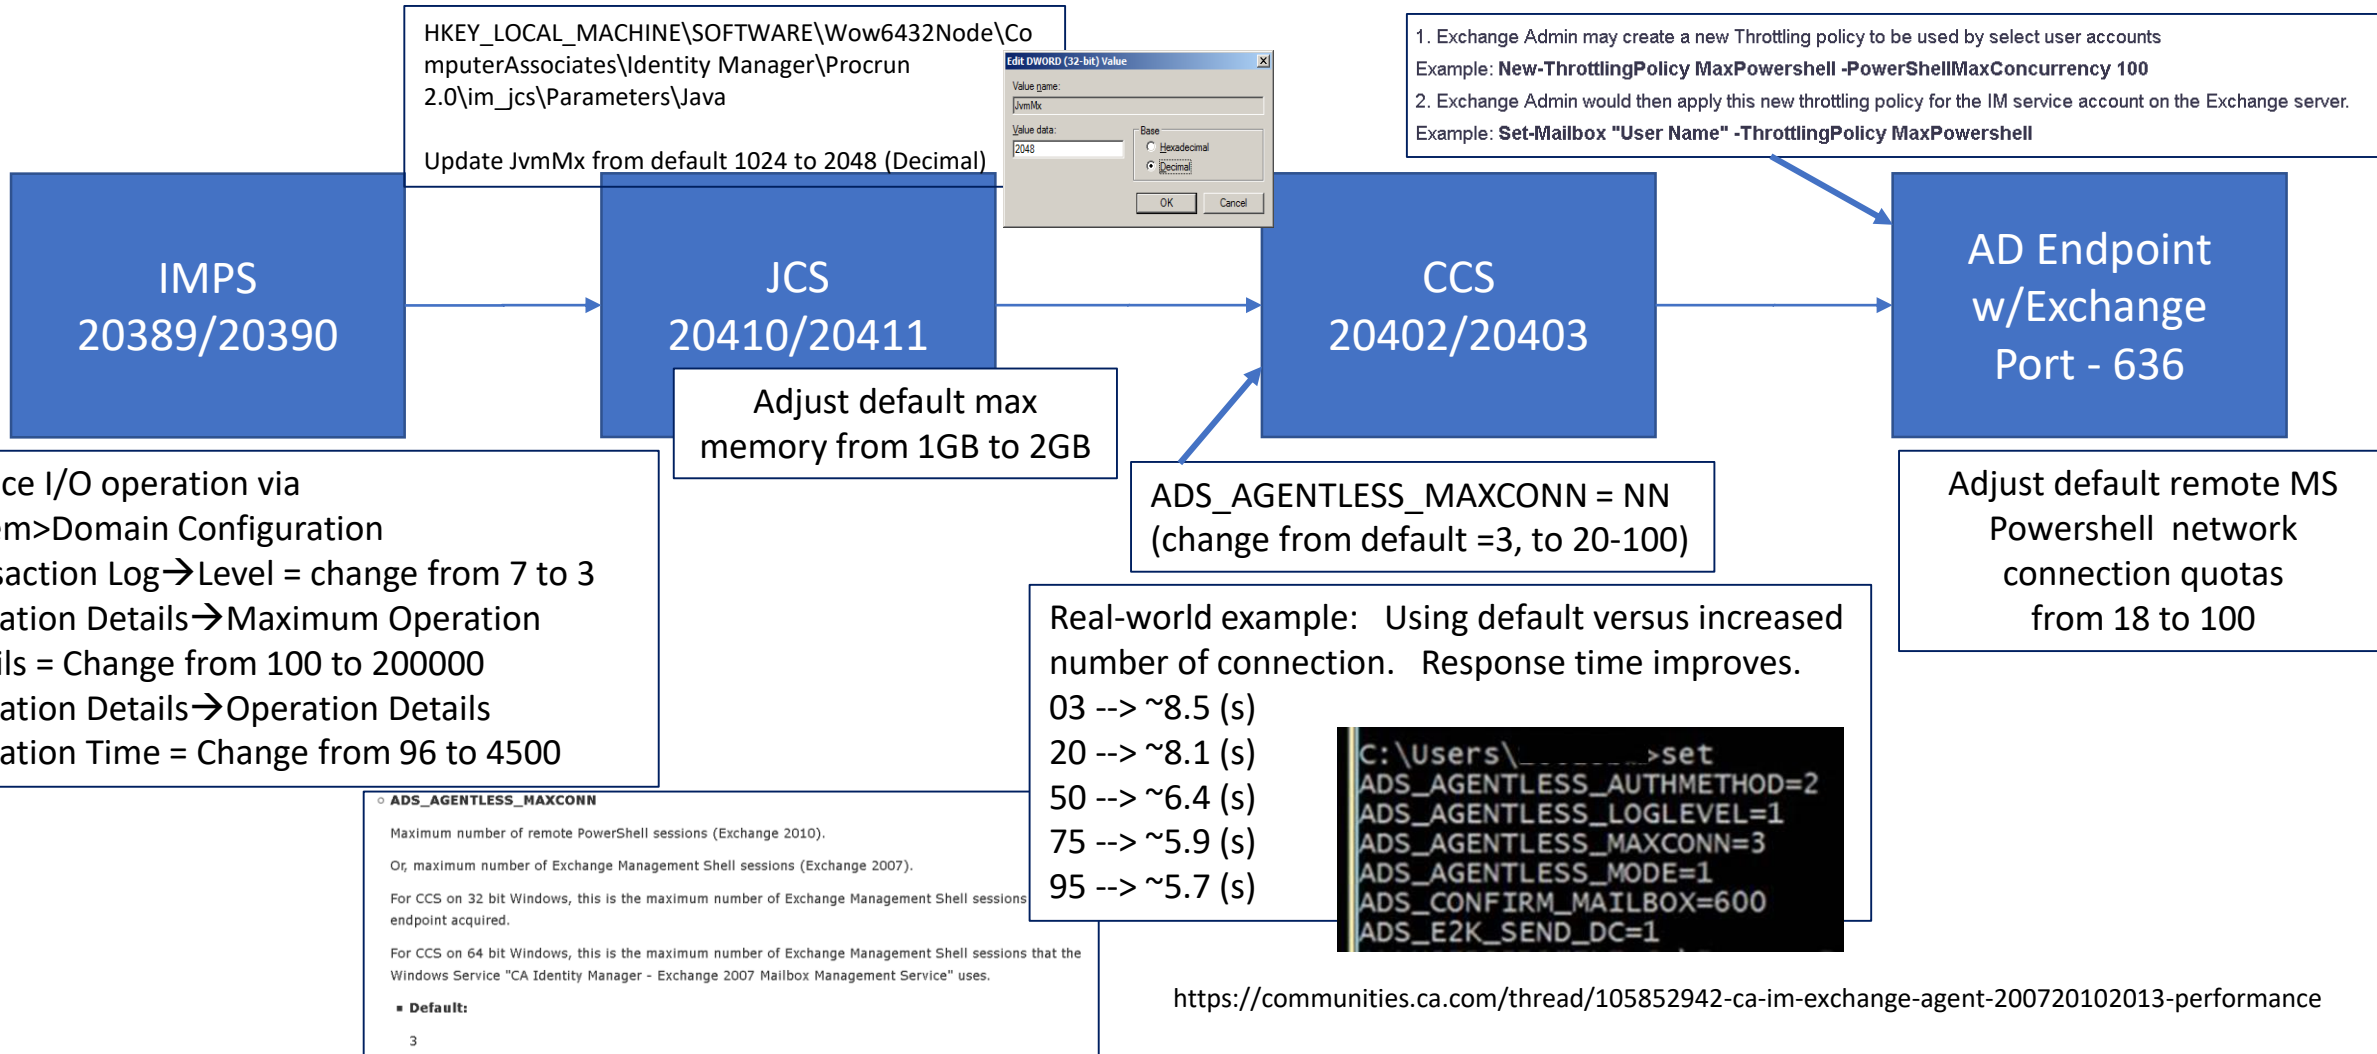 HKEY_LOCAL_MACHINE\SOFTWARE\Wow6432Node\Co
mputerAssociates\Identity Manager\Procrun
2.0\im_jcs\Parameters\Java
Update JvmMx from default 1024 to 2048 (Decimal)
Edit DWORD (32-bit) Value
Value name:
JvmMx
Value data:
2048
Base
Hexadecimal
Decimal
OK
Cancel
1. Exchange Admin may create a new Throttling policy to be used by select user accounts
Example: New-ThrottlingPolicy MaxPowershell -PowerShellMaxConcurrency 100
2. Exchange Admin would then apply this new throttling policy for the IM service account on the Exchange server.
Example: Set-Mailbox "User Name" -ThrottlingPolicy MaxPowershell
IMPS
20389/20390
JCS
20410/20411
CCS
20402/20403
AD Endpoint
w/Exchange
Port - 636
Adjust default max
memory from 1GB to 2GB
ce I/O operation via
em>Domain Configuration
saction Log→Level = change from 7 to 3
ation Details→Maximum Operation
ils = Change from 100 to 200000
ation Details→Operation Details
ation Time = Change from 96 to 4500
ADS_AGENTLESS_MAXCONN = NN
(change from default =3, to 20-100)
Adjust default remote MS
Powershell network
connection quotas
from 18 to 100
Real-world example: Using default versus increased
number of connection. Response time improves.
03 --> ~8.5 (s)
20 --> ~8.1 (s)
50 --> ~6.4 (s)
75 --> ~5.9 (s)
95 --> ~5.7 (s)
C:\Users\ >set
ADS_AGENTLESS_AUTHMETHOD=2
ADS_AGENTLESS_LOGLEVEL=1
ADS_AGENTLESS_MAXCONN=3
ADS_AGENTLESS_MODE=1
ADS_CONFIRM_MAILBOX=600
ADS_E2K_SEND_DC=1
ADS_AGENTLESS_MAXCONN
Maximum number of remote PowerShell sessions (Exchange 2010).
Or, maximum number of Exchange Management Shell sessions (Exchange 2007).
For CCS on 32 bit Windows, this is the maximum number of Exchange Management Shell sessions
endpoint acquired.
For CCS on 64 bit Windows, this is the maximum number of Exchange Management Shell sessions that the
Windows Service "CA Identity Manager - Exchange 2007 Mailbox Management Service" uses.
Default:
3
https://communities.ca.com/thread/105852942-ca-im-exchange-agent-200720102013-performance